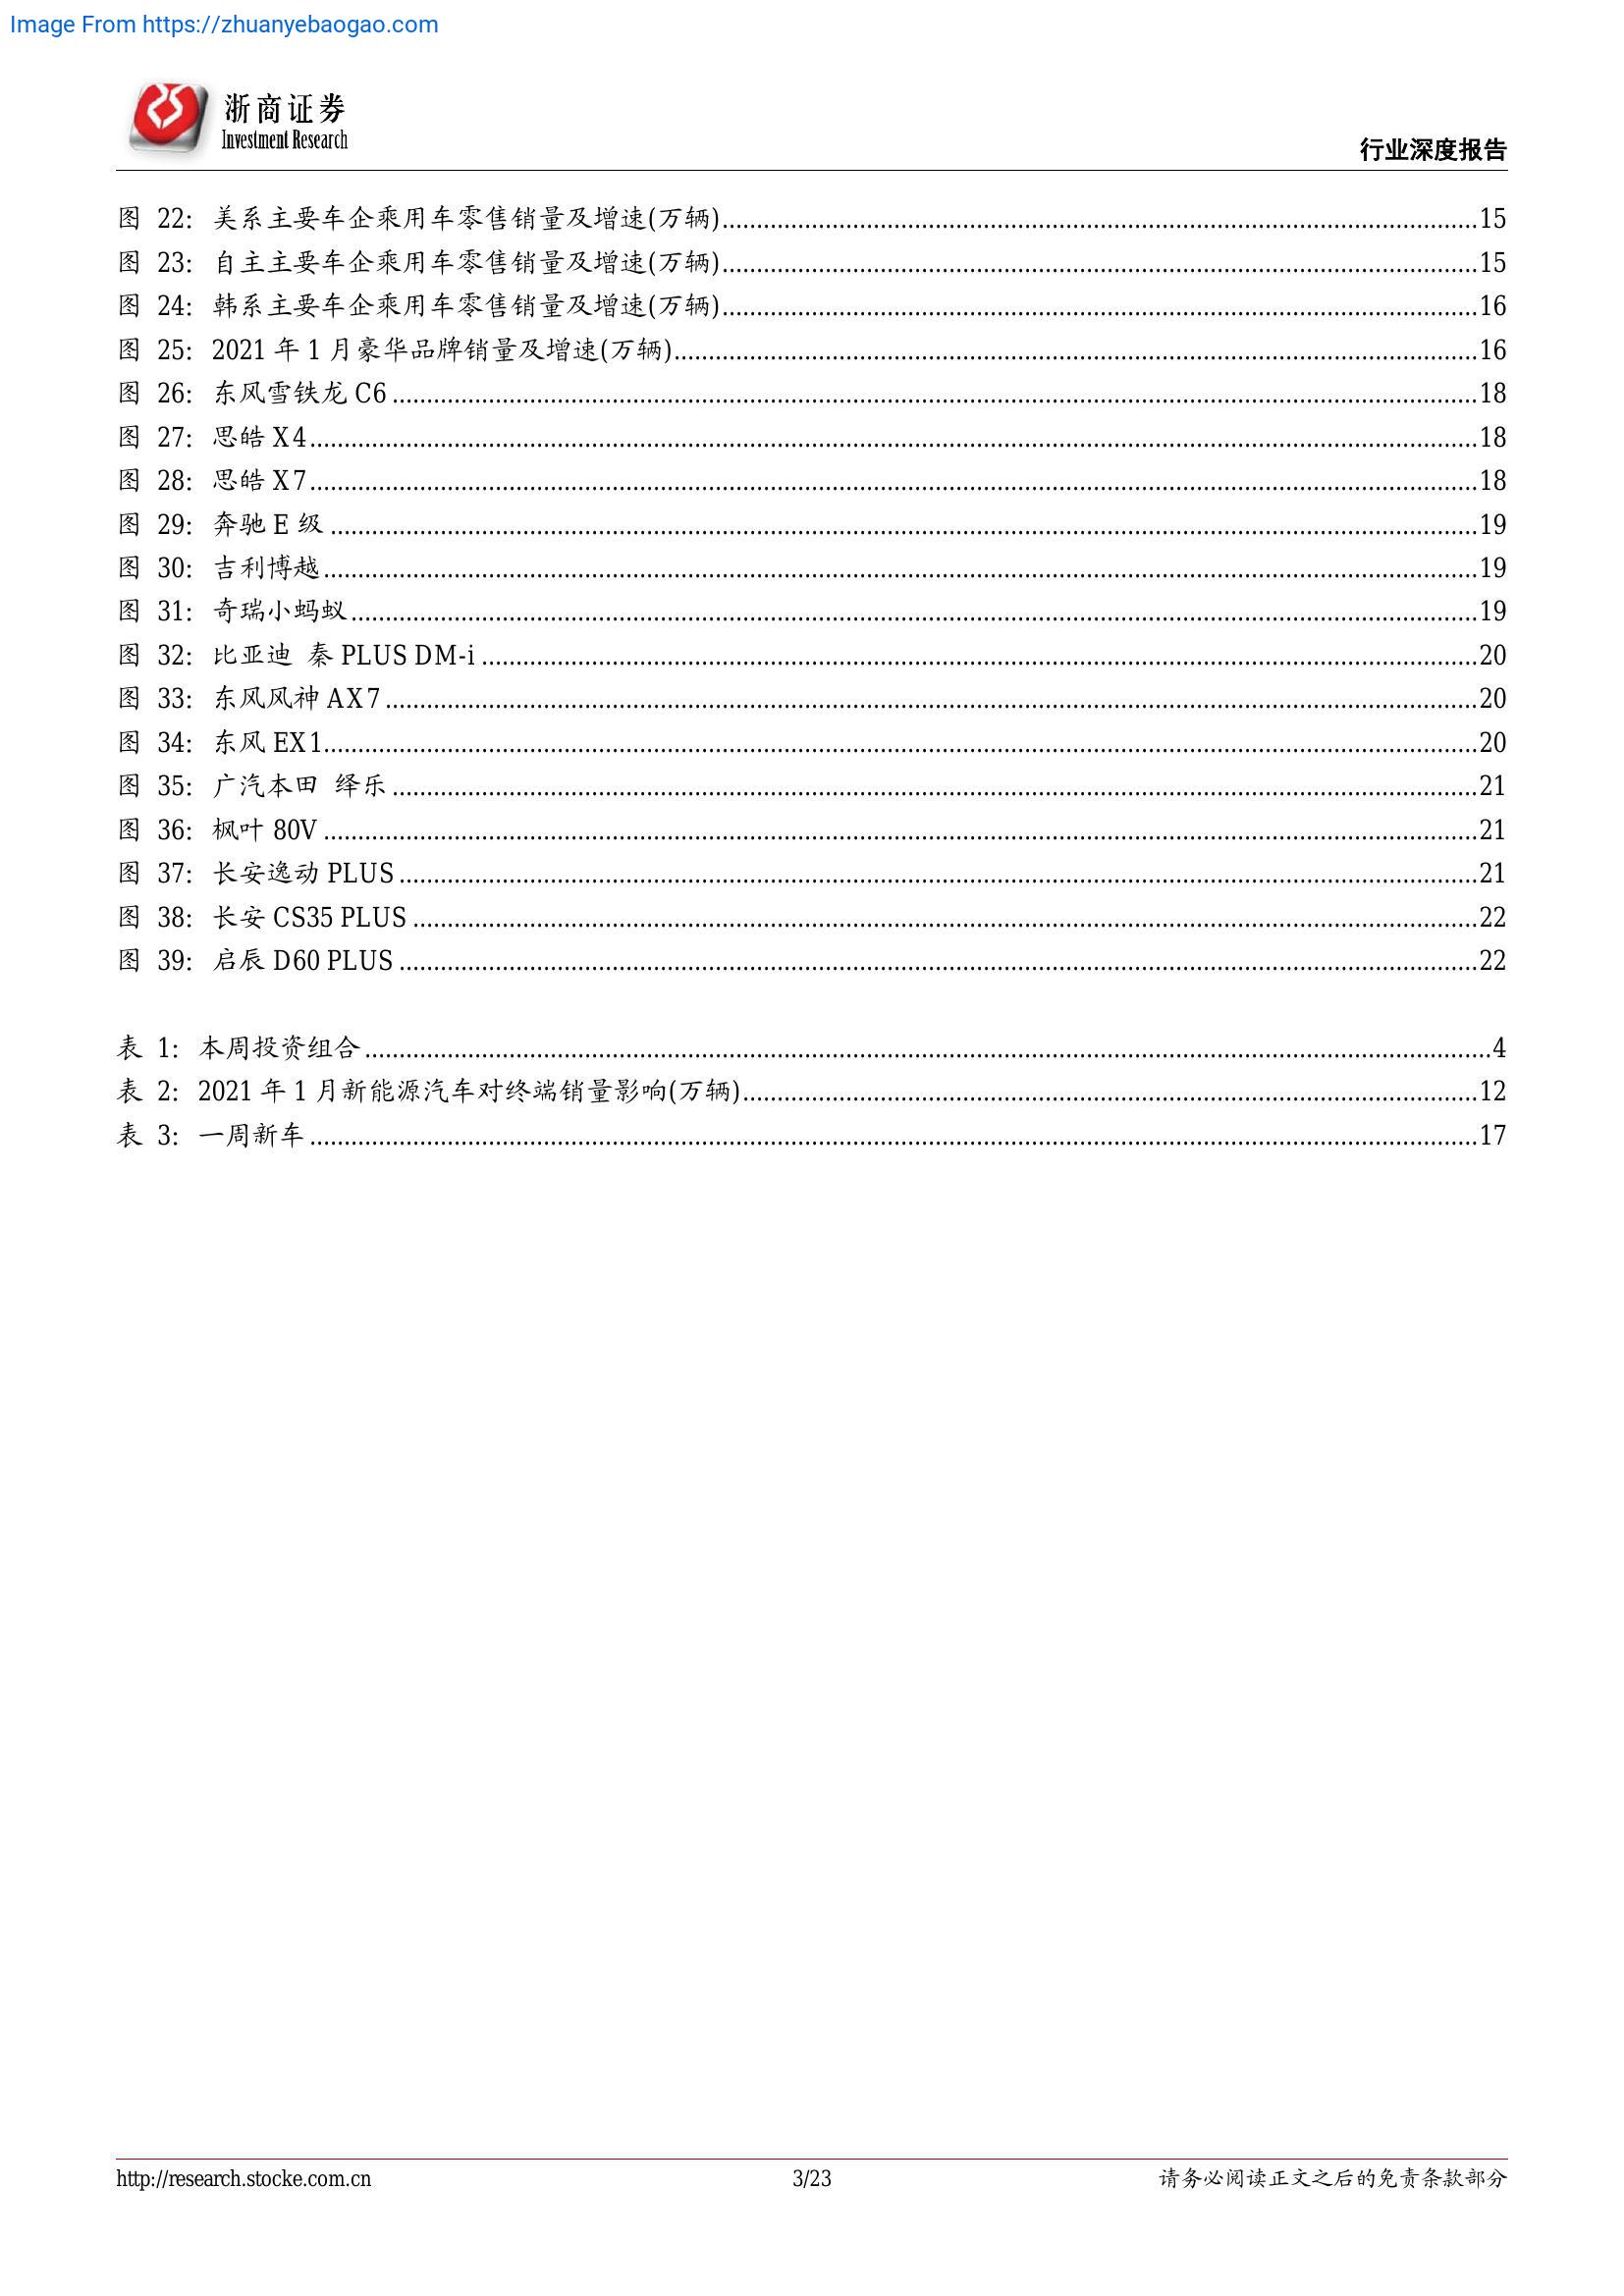 Image From https://zhuanyebaogao.com
浙商证券
Investment Research
行业深度报告
图 22: 美系主要车企乘用车零售销量及增速(万辆)....................15
图 23: 自主主要车企乘用车零售销量及增速(万辆)....................15
图 24: 韩系主要车企乘用车零售销量及增速(万辆)....................16
图 25: 2021 年 1 月豪华品牌销量及增速(万辆)....................16
图 26: 东风雪铁龙 C6 ....................18
图 27: 思皓 X4....................18
图 28: 思皓 X7....................18
图 29: 奔驰 E 级 ....................19
图 30: 吉利博越....................19
图 31: 奇瑞小蚂蚁....................19
图 32: 比亚迪 秦 PLUS DM-i ....................20
图 33: 东风风神 AX7....................20
图 34: 东风 EX1....................20
图 35: 广汽本田 绎乐 ....................21
图 36: 枫叶 80V ....................21
图 37: 长安逸动 PLUS ....................21
图 38: 长安 CS35 PLUS ....................22
图 39: 启辰 D60 PLUS ....................22
表 1: 本周投资组合....................4
表 2: 2021 年 1 月新能源汽车对终端销量影响(万辆)....................12
表 3: 一周新车 ....................17
http://research.stocke.com.cn
3/23
请务必阅读正文之后的免责条款部分